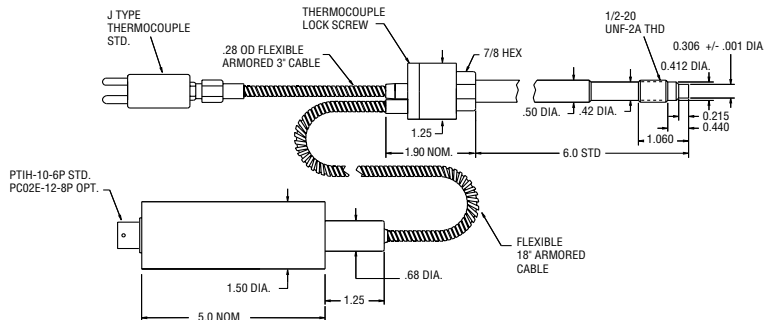 J TYPE
THERMOCOUPLE
STD.
THERMOCOUPLE
LOCK SCREW
1/2-20
UNF-2A THD
.28 OD FLEXIBLE
ARMORED 3" CABLE
7/8 HEX
0.306 +/- .001 DIA
0.412 DIA.
.50 DIA.
.42 DIA.
0.215
0.440
1.060
1.25
1.90 NOM.
6.0 STD
PTIH-10-6P STD.
PC02E-12-8P OPT.
FLEXIBLE
18" ARMORED
CABLE
.68 DIA.
1.50 DIA.
1.25
5.0 NOM